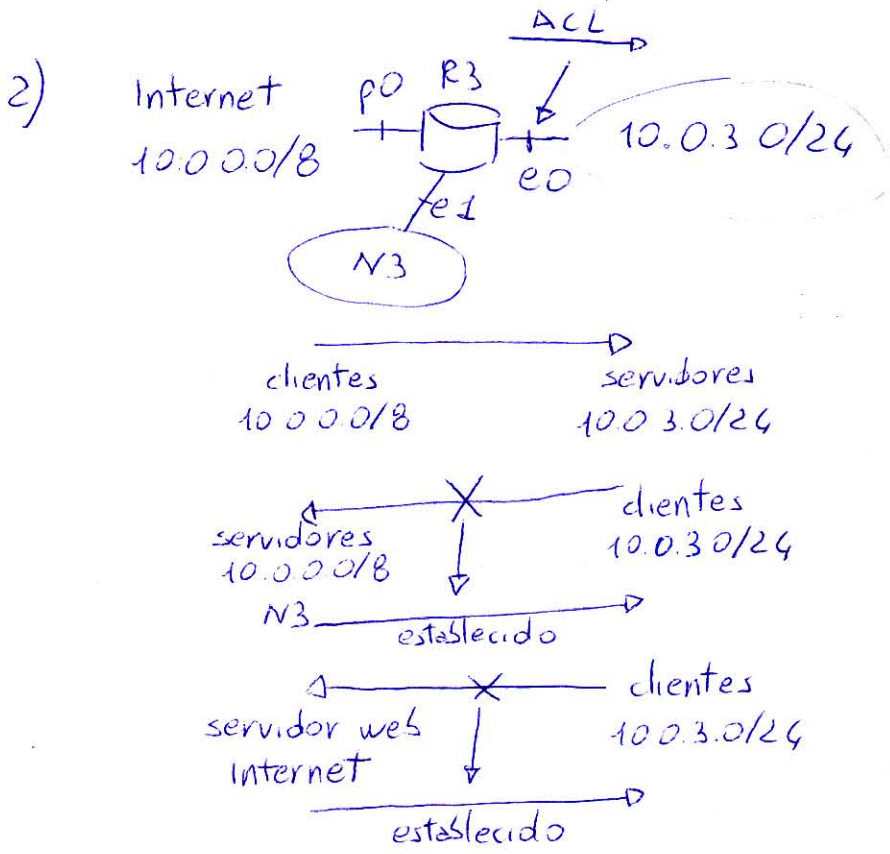 ACL
2)
Internet
10.0 0.0/8
p0
R3
e0
e1
10.0.3 0/24
N3
clientes
10 0 0.0/8
servidores
10.0 3.0/24
clientes
10.0.3 0/24
servidores
10.0 0 0/8
N3
establecido
clientes
10 0.3.0/24
servidor web
Internet
establecido